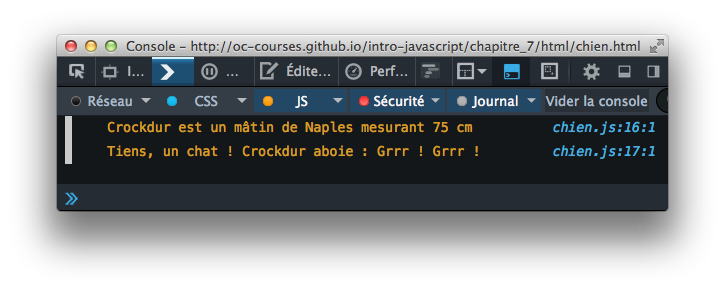 Console - http://oc-courses.github.io/intro-javascript/chapitre_7/html/chien.html
I... ... Édite... Perf...
Réseau CSS JS Sécurité Journal Vider la console
Crockdur est un mâtin de Naples mesurant 75 cm chien.js:16:1
Tiens, un chat ! Crockdur aboie : Grrr ! Grrr ! chien.js:17:1